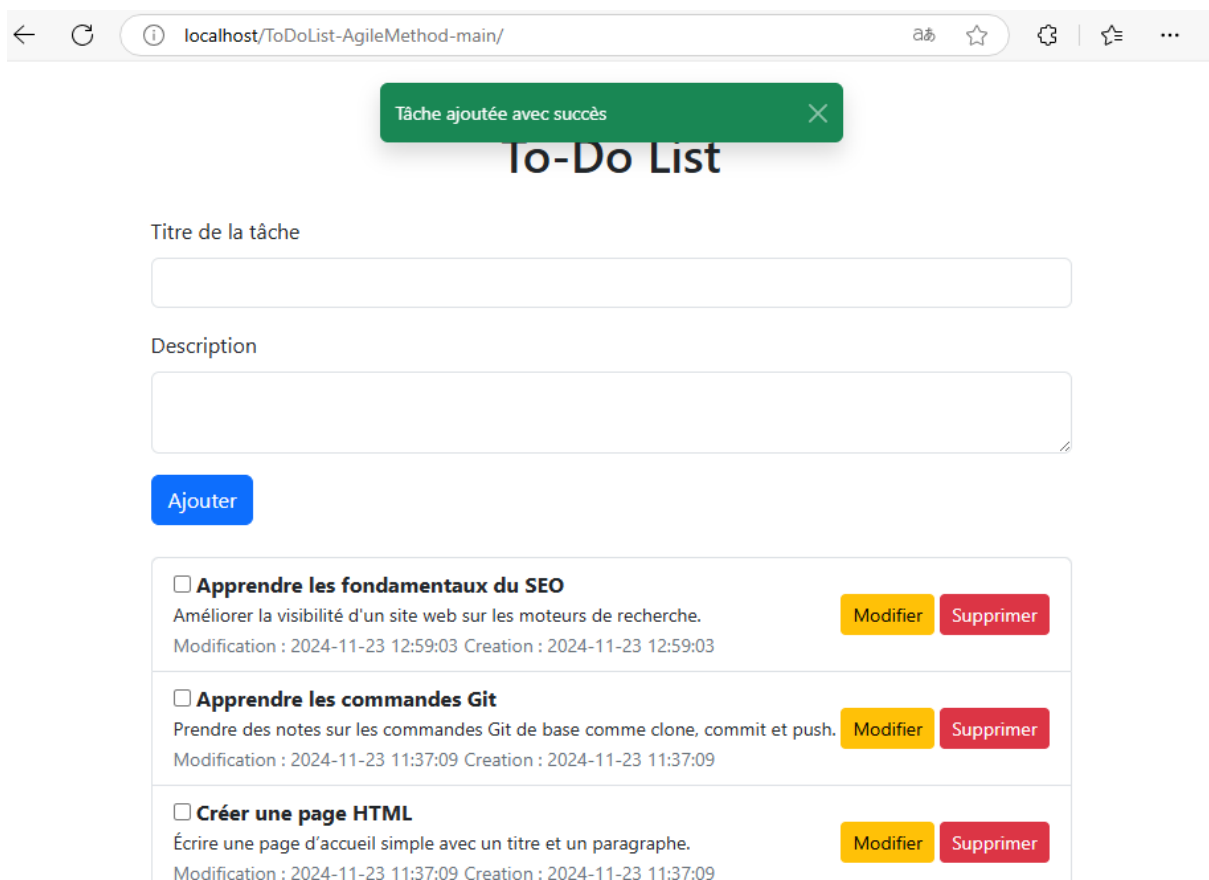 localhost/ToDoList-AgileMethod-main/
aあ
Tâche ajoutée avec succès
To-Do List
Titre de la tâche
Description
Ajouter
Apprendre les fondamentaux du SEO
Améliorer la visibilité d'un site web sur les moteurs de recherche.
Modification : 2024-11-23 12:59:03 Creation : 2024-11-23 12:59:03
Modifier Supprimer
Apprendre les commandes Git
Prendre des notes sur les commandes Git de base comme clone, commit et push.
Modification : 2024-11-23 11:37:09 Creation : 2024-11-23 11:37:09
Modifier Supprimer
Créer une page HTML
Écrire une page d’accueil simple avec un titre et un paragraphe.
Modification : 2024-11-23 11:37:09 Creation : 2024-11-23 11:37:09
Modifier Supprimer